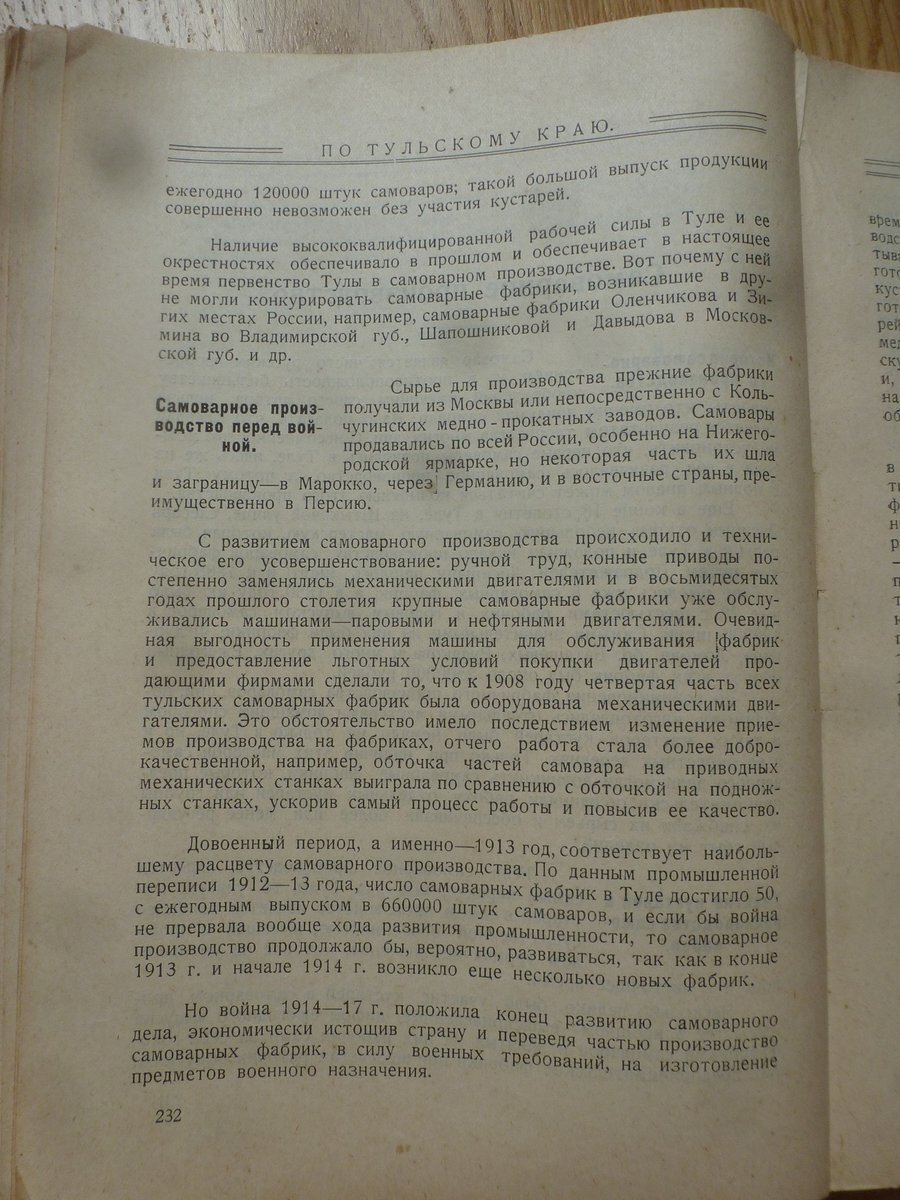 ПО ТУЛЬСКОМУ КРАЮ.
ежегодно 120000 штук самоваров; такой большой выпуск продукции
совершенно невозможен без участия кустарей.
Наличие высококвалифицированной рабочей силы в Туле и ее
окрестностях обеспечивало в прошлом и обеспечивает в настоящее
время первенство Тулы в самоварном производстве. Вот почему с ней
не могли конкурировать самоварные фабрики, возникавшие в дру-
гих местах России, например, самоварные фабрики Оленчикова и Зи-
мина во Владимирской губ., Шапошниковой и Давыдова в Москов-
ской губ. и др.
Самоварное произ-
водство перед вой-
ной.
Сырье для производства прежние фабрики
получали из Москвы или непосредственно с Коль-
чугинских медно-прокатных заводов. Самовары
продавались по всей России, особенно на Нижего-
родской ярмарке, но некоторая часть их шла
и заграницу—в Марокко, через Германию, и в восточные страны, пре-
имущественно в Персию.
С развитием самоварного производства происходило и техни-
ческое его усовершенствование: ручной труд, конные приводы по-
степенно заменялись механическими двигателями и в восьмидесятых
годах прошлого столетия крупные самоварные фабрики уже обслу-
живались машинами—паровыми и нефтяными двигателями. Очевид-
ная выгодность применения машины для обслуживания фабрик
и предоставление льготных условий покупки двигателей про-
дающими фирмами сделали то, что к 1908 году четвертая часть всех
тульских самоварных фабрик была оборудована механическими дви-
гателями. Это обстоятельство имело последствием изменение прие-
мов производства на фабриках, отчего работа стала более добро-
качественной, например, обточка частей самовара на приводных
механических станках выиграла по сравнению с обточкой на поднож-
ных станках, ускорив самый процесс работы и повысив ее качество.
Довоенный период, а именно—1913 год, соответствует наиболь-
шему расцвету самоварного производства. По данным промышленной
переписи 1912—13 года, число самоварных фабрик в Туле достигло 50,
с ежегодным выпуском в 660000 штук самоваров, и если бы война
не прервала вообще хода развития промышленности, то самоварное
производство продолжало бы, вероятно, развиваться, так как в конце
1913 г. и начале 1914 г. возникло еще несколько новых фабрик.
Но война 1914—17 г. положила конец развитию самоварного
дела, экономически истощив страну и переведя частью производство
самоварных фабрик, в силу военных требований, на изготовление
предметов военного назначения.
232